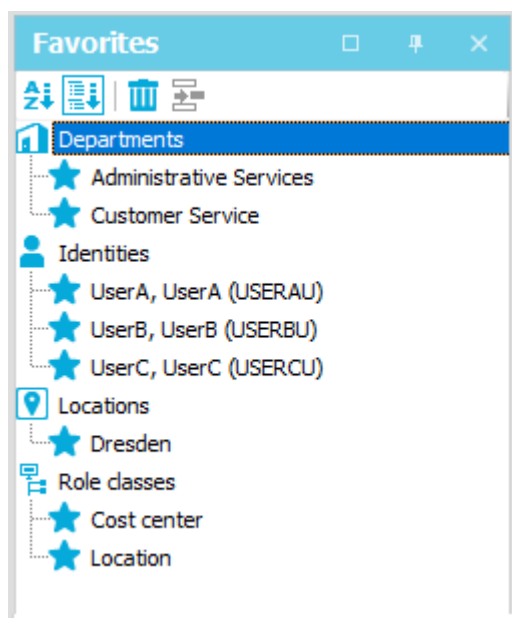 Favorites
A
Z
Departments
Administrative Services
Customer Service
Identities
UserA, UserA (USERAU)
UserB, UserB (USERBU)
UserC, UserC (USERCU)
Locations
Dresden
Role classes
Cost center
Location